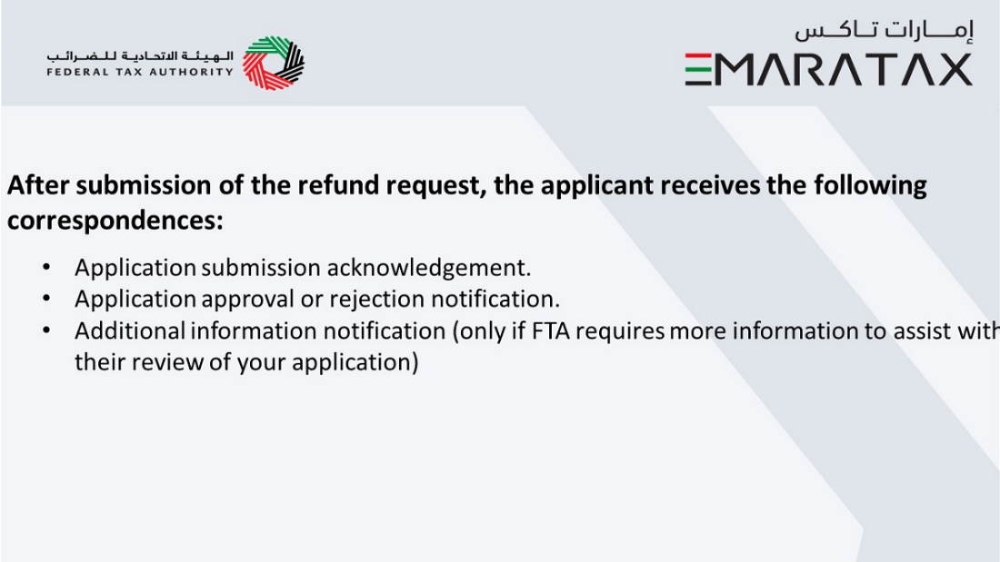 الهيئة الاتحادية للضرائب
FEDERAL TAX AUTHORITY
إمارات تاكس
EMARATAX
After submission of the refund request, the applicant receives the following
correspondences:
• Application submission acknowledgement.
• Application approval or rejection notification.
• Additional information notification (only if FTA requires more information to assist with
their review of your application)